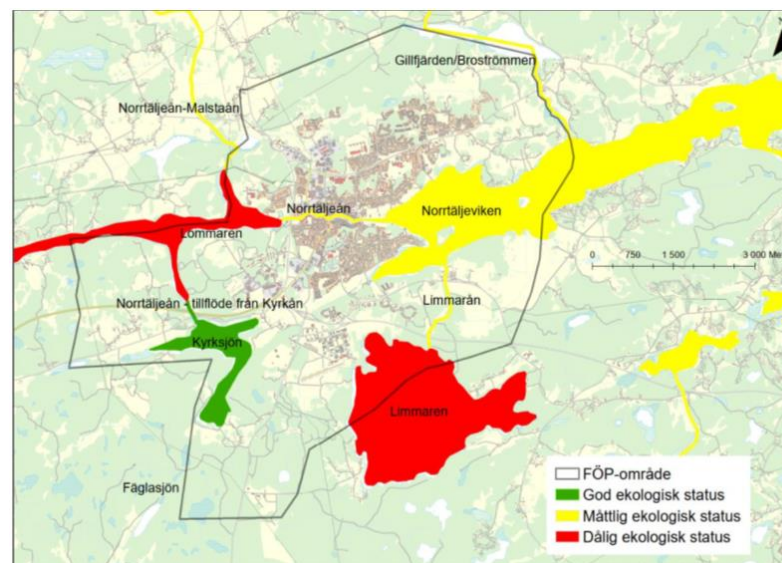 Gillfjärden/Broströmmen
Norrtäljeån-Malstaån
Norrtäljeån
Norrtäljeviken
Lommaren
0 750 1 500 3 000 Me
Norrtäljeån - tillflöde från Kyrkån
Limmarån
Kyrksjön
Limmaren
Fäglasjön
FÖP-område
God ekologisk status
Måttlig ekologisk status
Dålig ekologisk status